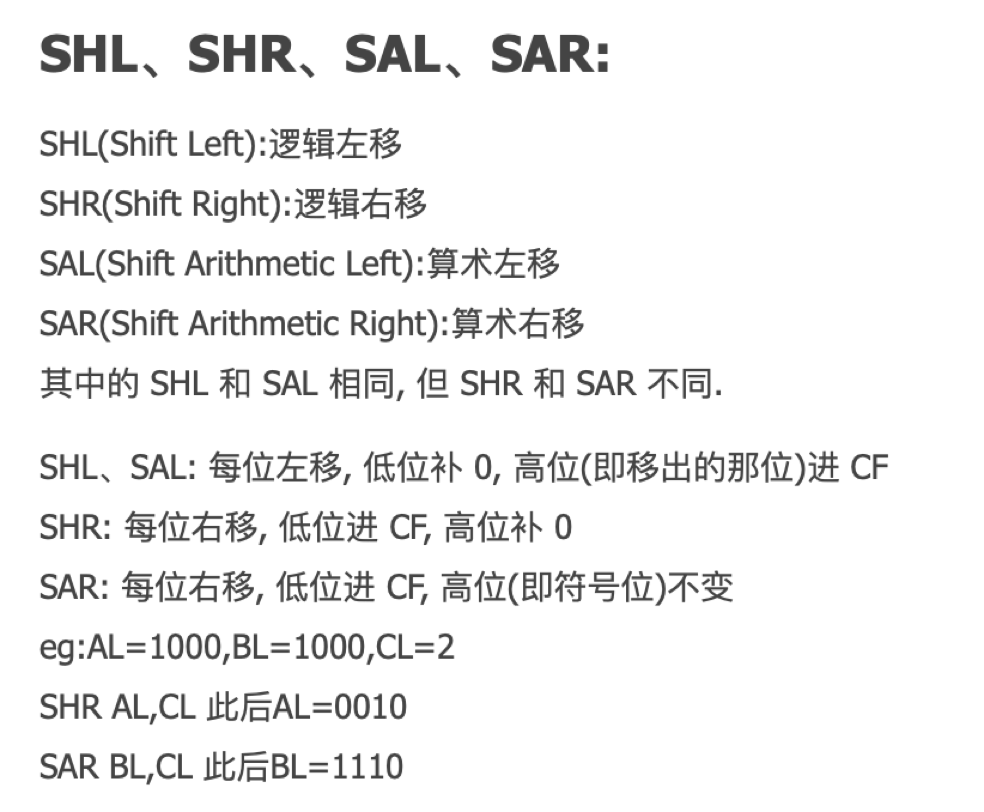 SHL、SHR、SAL、SAR:
SHL(Shift Left):逻辑左移
SHR(Shift Right):逻辑右移
SAL(Shift Arithmetic Left):算术左移
SAR(Shift Arithmetic Right):算术右移
其中的 SHL 和 SAL 相同, 但 SHR 和 SAR 不同.
SHL、SAL: 每位左移, 低位补 0, 高位(即移出的那位)进 CF
SHR: 每位右移, 低位进 CF, 高位补 0
SAR: 每位右移, 低位进 CF, 高位(即符号位)不变
eg:AL=1000,BL=1000,CL=2
SHR AL,CL 此后AL=0010
SAR BL,CL 此后BL=1110